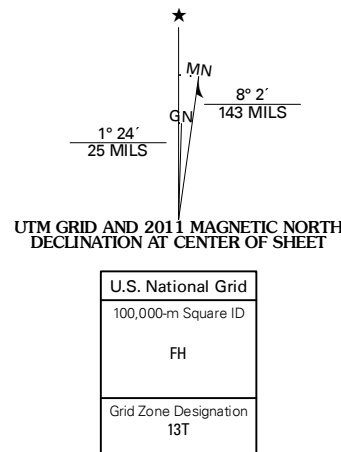 ★
MN
8° 2´
143 MILS
GN
1° 24´
25 MILS
UTM GRID AND 2011 MAGNETIC NORTH
DECLINATION AT CENTER OF SHEET
U.S. National Grid
100,000-m Square ID
FH
Grid Zone Designation
13T